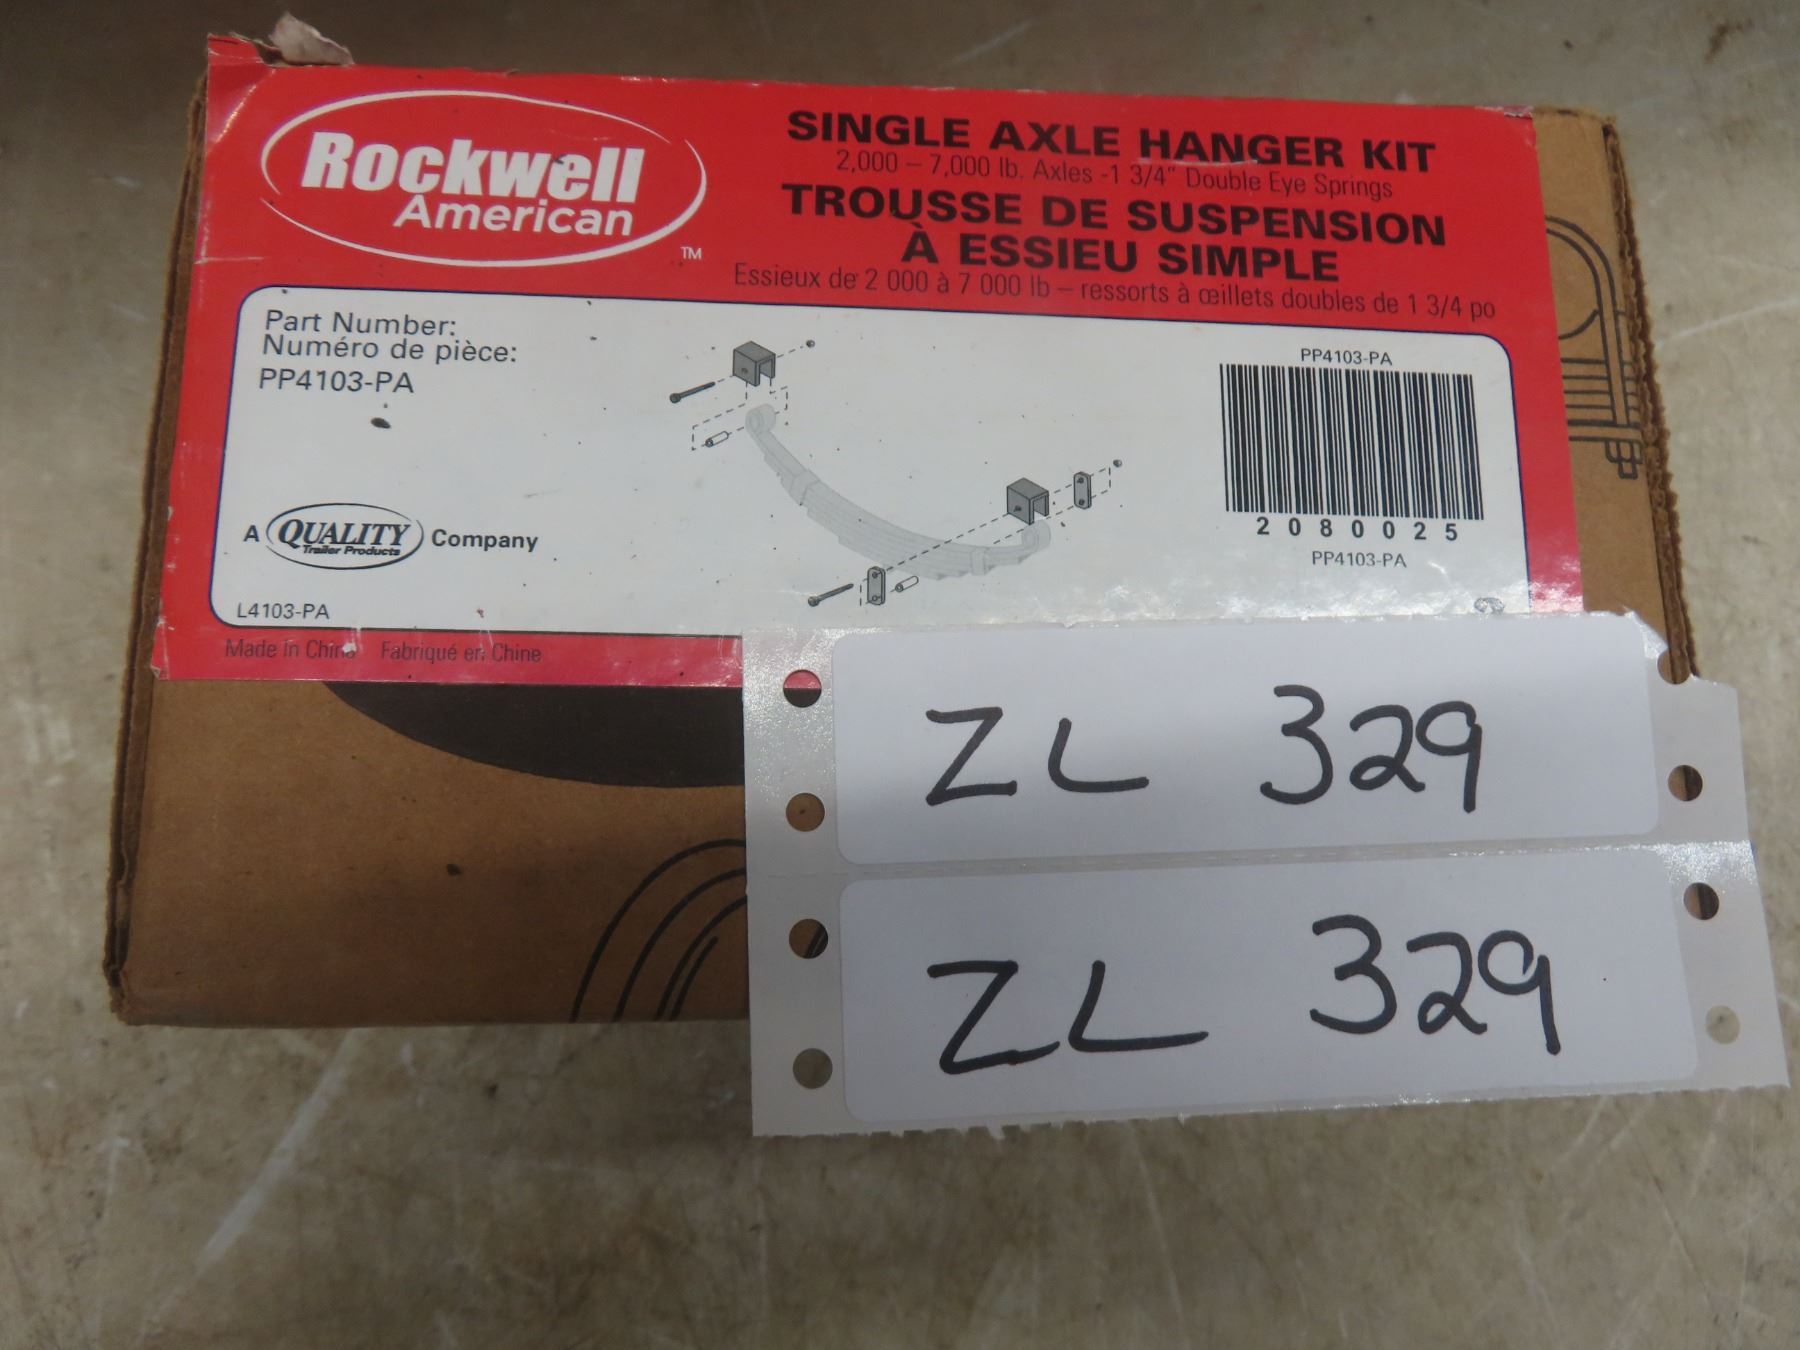 Rockwell
American
TM
SINGLE AXLE HANGER KIT
2,000 – 7,000 lb. Axles -1 3/4" Double Eye Springs
TROUSSE DE SUSPENSION
À ESSIEU SIMPLE
Essieux de 2 000 à 7 000 lb – ressorts à œillets doubles de 1 3/4 po
Part Number:
Numéro de pièce:
PP4103-PA
PP4103-PA
2080025
PP4103-PA
A QUALITY Company
Trailer Products
L4103-PA
Made In China Fabriqué en Chine
ZL 329
ZL 329